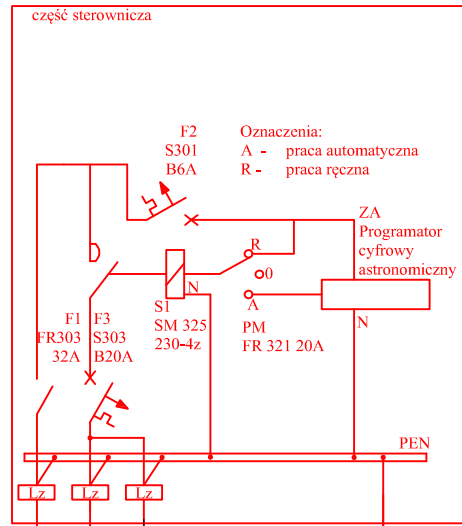 część sterownicza
F2
S301
B6A
Oznaczenia:
A - praca automatyczna
R - praca ręczna
ZA
Programator
cyfrowy
astronomiczny
R
0
A
N
S1
SM 325
230-4z
PM
FR 321 20A
N
F1
FR303
32A
F3
S303
B20A
PEN
Lz
Lz
Lz